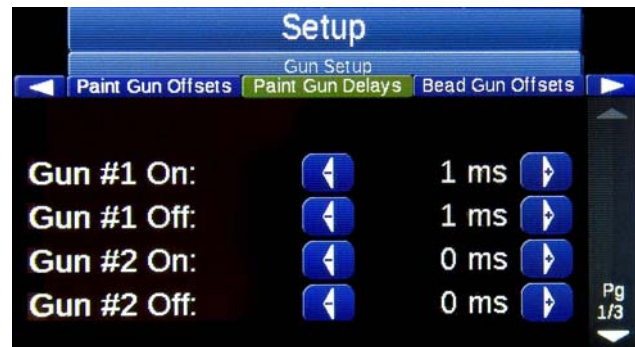 Setup
Gun Setup
Paint Gun Offsets Paint Gun Delays Bead Gun Offsets
Gun #1 On: 1 ms
Gun #1 Off: 1 ms
Gun #2 On: 0 ms
Gun #2 Off: 0 ms
Pg
1/3